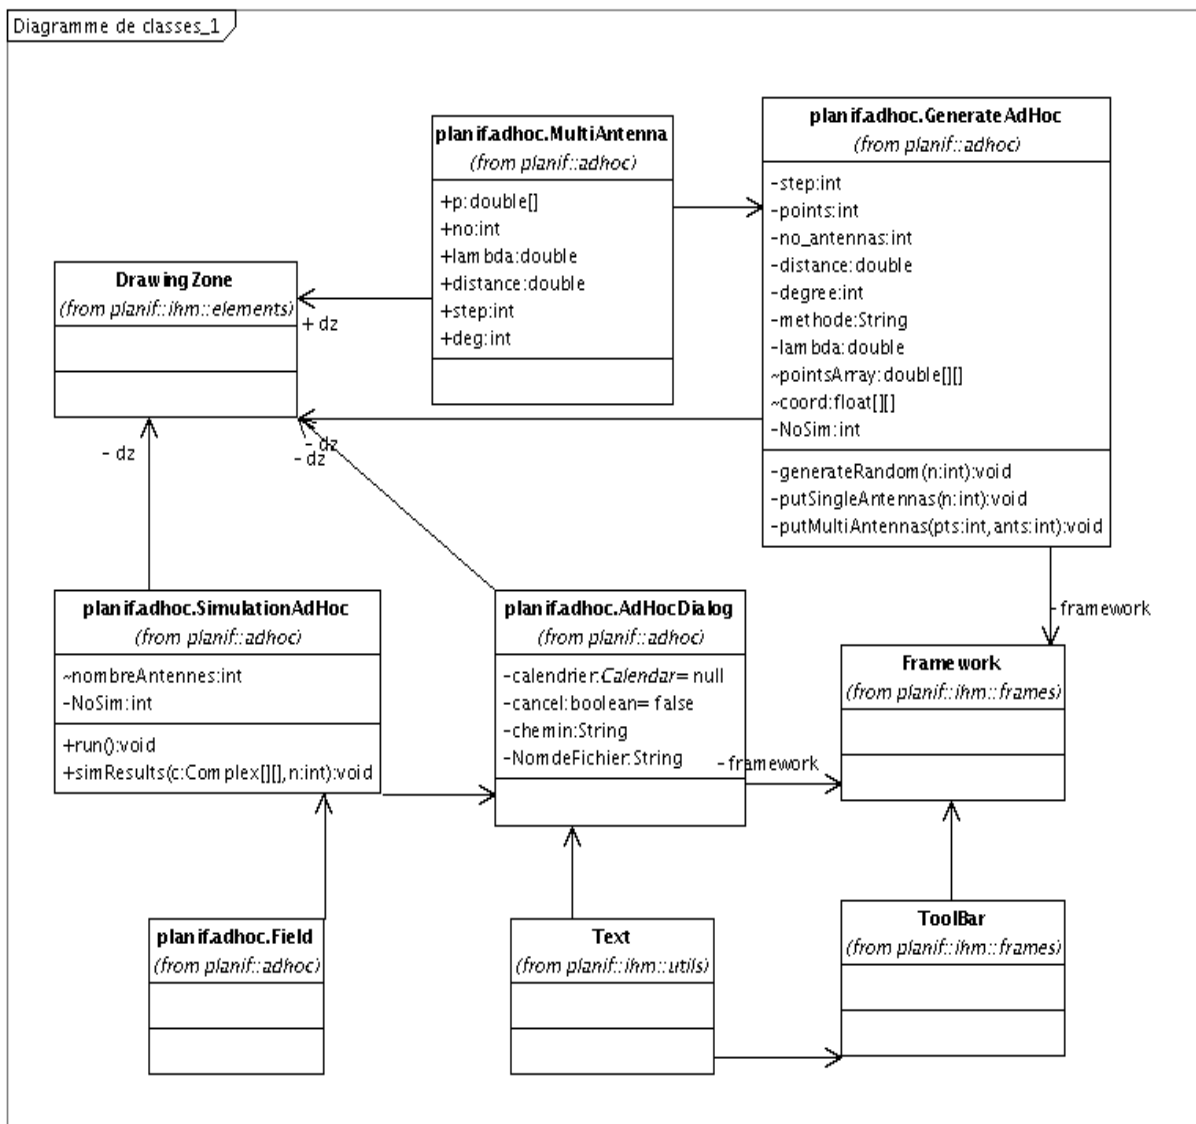 Diagramme de classes_1
planif.adhoc.MultiAntenna
(from planif::adhoc)
+p:double[]
+no:int
+lambda:double
+distance:double
+step:int
+deg:int
planif.adhoc.GenerateAdHoc
(from planif::adhoc)
-step:int
-points:int
-no_antennas:int
-distance:double
-degree:int
-methode:String
-lambda:double
~pointsArray:double[][]
~coord:float[][]
-NoSim:int
-generateRandom(n:int):void
-putSingleAntennas(n:int):void
-putMultiAntennas(pts:int,ants:int):void
DrawingZone
(from planif::ihm::elements)
+ dz
- dz
- dz
- dz
planif.adhoc.SimulationAdHoc
(from planif::adhoc)
~nombreAntennes:int
-NoSim:int
+run():void
+simResults(c:Complex[][],n:int):void
planif.adhoc.AdHocDialog
(from planif::adhoc)
-calendrier:Calendar= null
-cancel:boolean= false
-chemin:String
-NomdeFichier:String
- framework
- framework
Framework
(from planif::ihm::frames)
planif.adhoc.Field
(from planif::adhoc)
Text
(from planif::ihm::utils)
ToolBar
(from planif::ihm::frames)